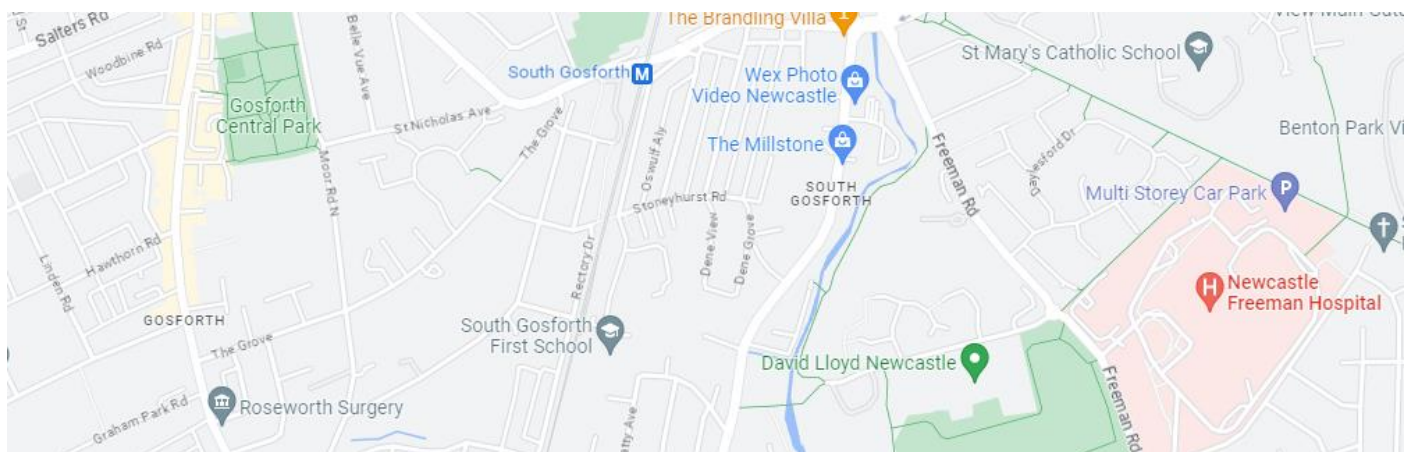 Salters Rd
Woodbine Rd
Belle Vue Ave
The Brandling Villa
St Mary's Catholic School
South Gosforth
M
Wex Photo
Video Newcastle
Gosforth
Central Park
St Nicholas Ave
The Grove
Oswulf Aly
The Millstone
Freeman Rd
Daylesford Dr
Benton Park Vi
Moor Rd N
Stoneyhurst Rd
SOUTH
GOSFORTH
Multi Storey Car Park
P
Hawthorn Rd
Linden Rd
Rectory Dr
Dene View
Dene Grove
H
Newcastle
Freeman Hospital
GOSFORTH
The Grove
South Gosforth
First School
David Lloyd Newcastle
Freeman Rd
Graham Park Rd
Roseworth Surgery